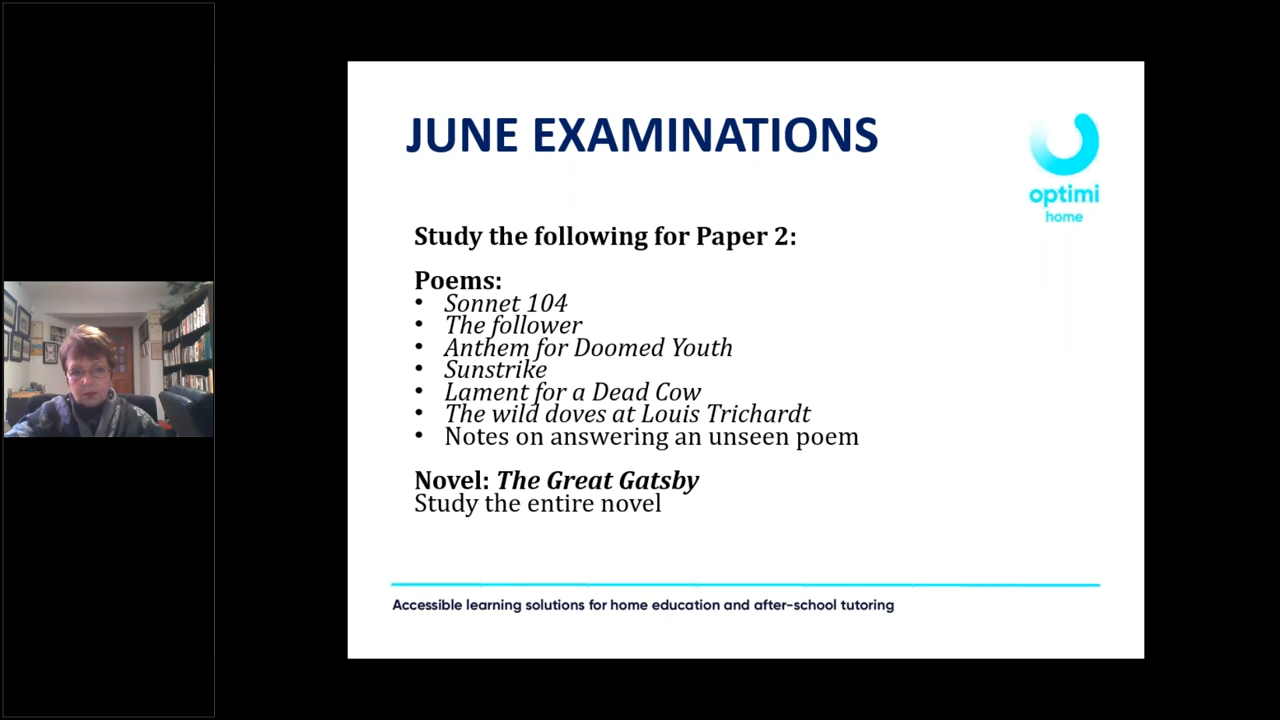 JUNE EXAMINATIONS
optimi
home
Study the following for Paper 2:
Poems:
• Sonnet 104
• The follower
• Anthem for Doomed Youth
• Sunstrike
• Lament for a Dead Cow
• The wild doves at Louis Trichardt
• Notes on answering an unseen poem
Novel: The Great Gatsby
Study the entire novel
Accessible learning solutions for home education and after-school tutoring